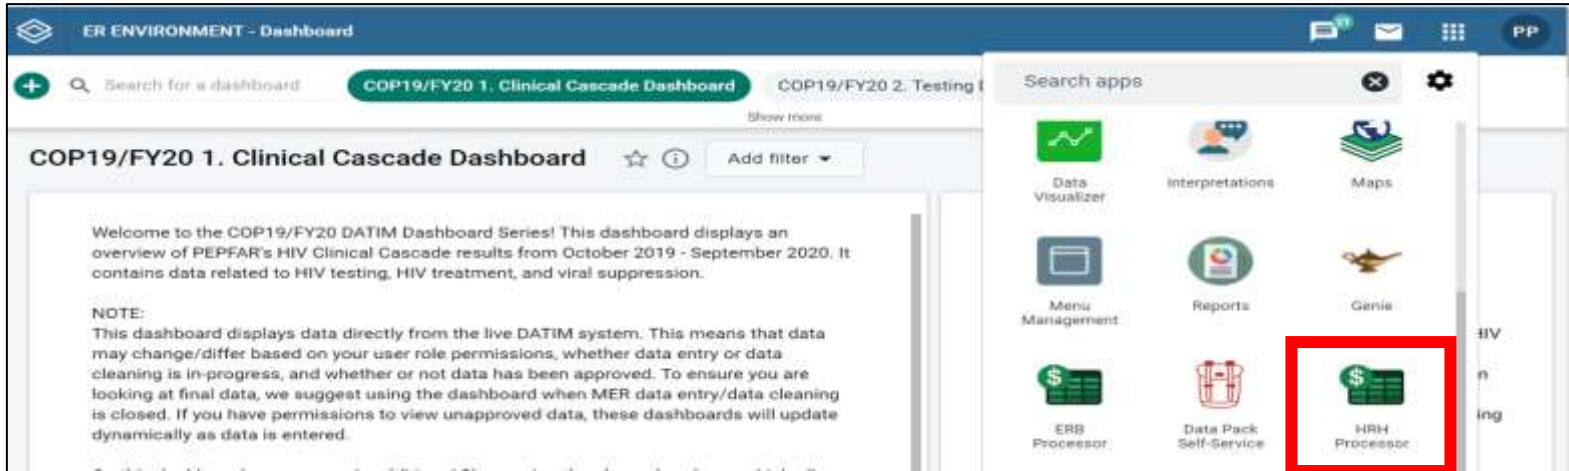 ER ENVIRONMENT - Dashboard
PP
Search for a dashboard
COP19/FY20 1. Clinical Cascade Dashboard
COP19/FY20 2. Testing
Show more
Search apps
COP19/FY20 1. Clinical Cascade Dashboard
Add filter
Data Visualizer
Interpretations
Maps
Welcome to the COP19/FY20 DATIM Dashboard Series! This dashboard displays an
overview of PEPFAR's HIV Clinical Cascade results from October 2019 - September 2020. It
contains data related to HIV testing, HIV treatment, and viral suppression.
NOTE:
This dashboard displays data directly from the live DATIM system. This means that data
may change/differ based on your user role permissions, whether data entry or data
cleaning is in-progress, and whether or not data has been approved. To ensure you are
looking at final data, we suggest using the dashboard when MER data entry/data cleaning
is closed. If you have permissions to view unapproved data, these dashboards will update
dynamically as data is entered.
Menu
Management
Reports
Genie
ERB
Processor
Data Pack
Self-Service
HRH
Processor
HIV